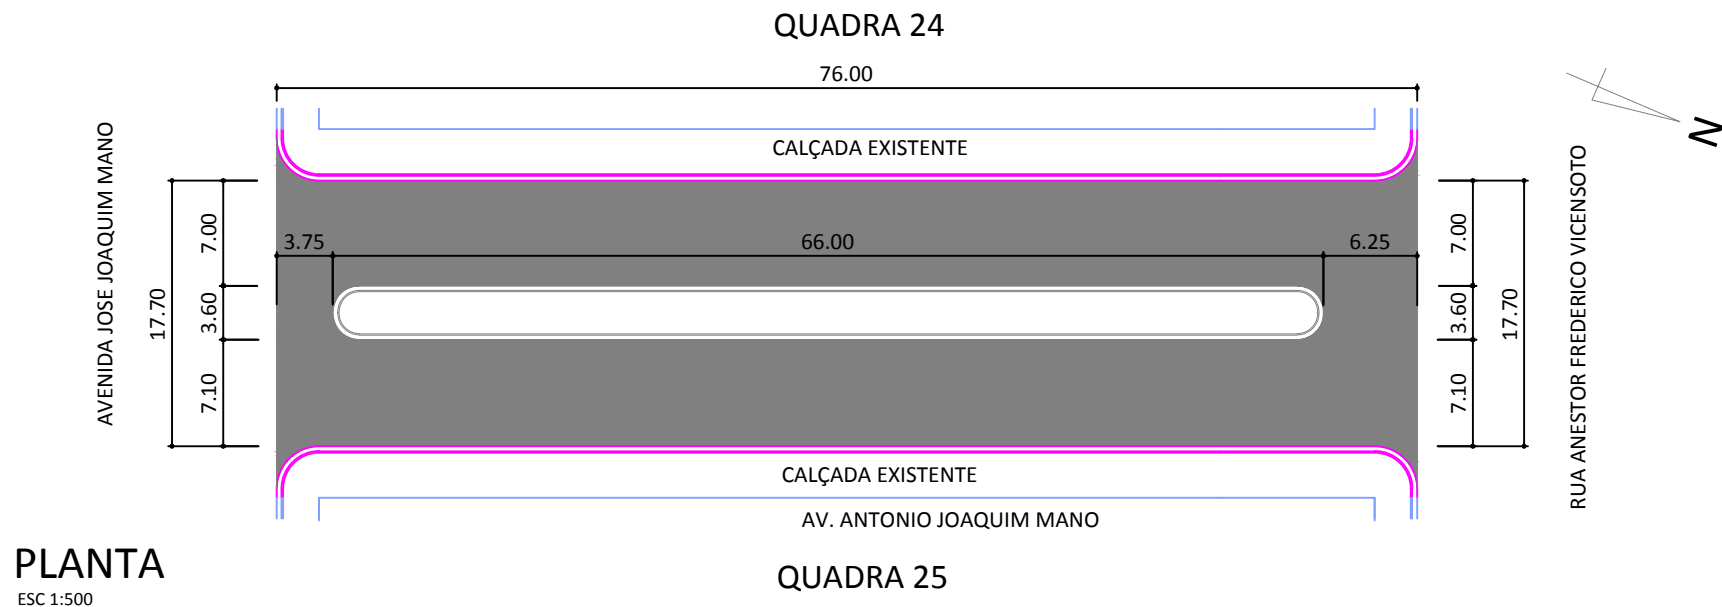 QUADRA 24
76.00
N
CALÇADA EXISTENTE
AVENIDA JOSE JOAQUIM MANO
17.70
7.00
3.60
7.10
3.75
66.00
6.25
7.00
3.60
7.10
17.70
RUA ANESTOR FREDERICO VICENSOTO
CALÇADA EXISTENTE
AV. ANTONIO JOAQUIM MANO
QUADRA 25
PLANTA
ESC 1:500